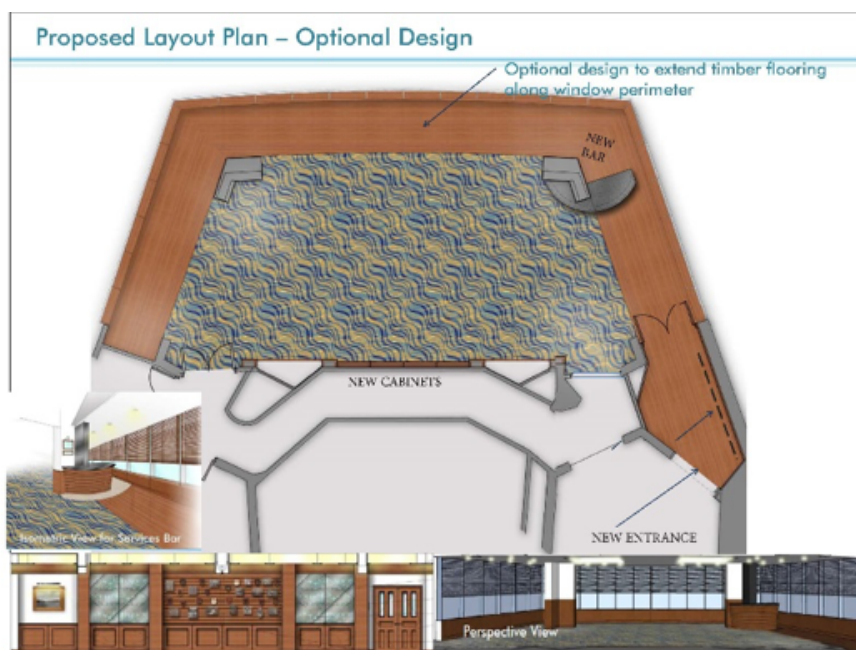 Proposed Layout Plan – Optional Design
Optional design to extend timber flooring
along window perimeter
NEW
BAR
NEW CABINETS
Isometric View for Services Bar
NEW ENTRANCE
Perspective View